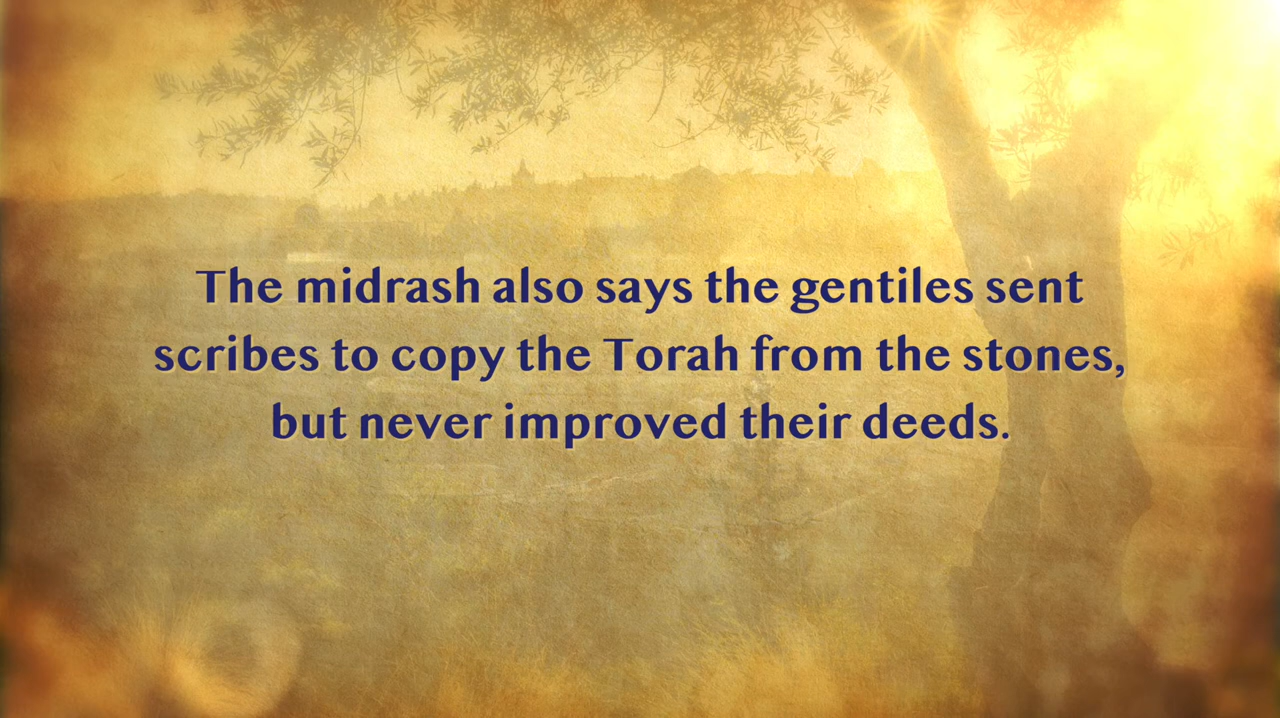 The midrash also says the gentiles sent
scribes to copy the Torah from the stones,
but never improved their deeds.